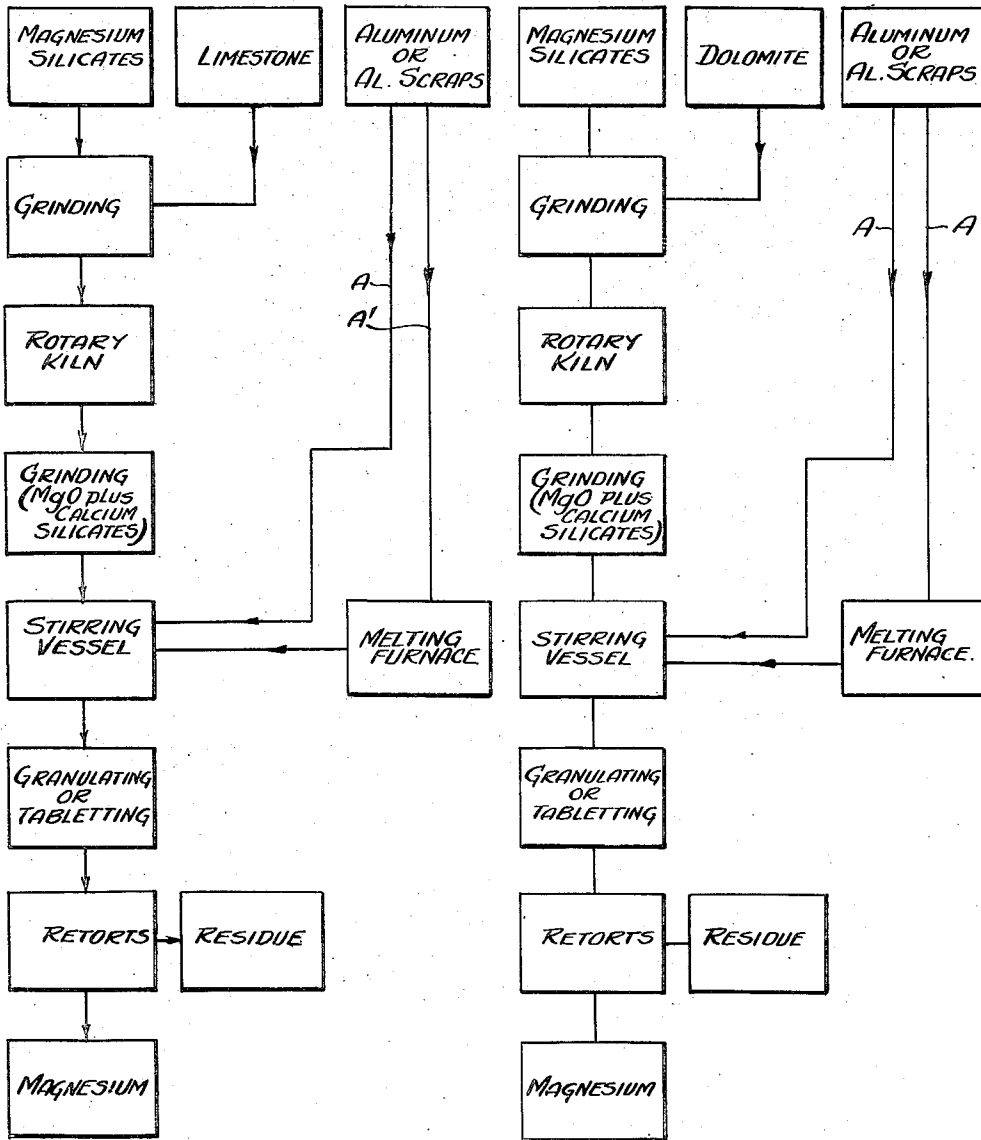 MAGNESIUM
SILICATES
LIMESTONE
ALUMINUM
OR
AL. SCRAPS
GRINDING
A
A'
ROTARY
KILN
GRINDING
(MgO PLUS
CALCIUM
SILICATES)
STIRRING
VESSEL
MELTING
FURNACE
GRANULATING
OR
TABLETTING
RETORTS
RESIDUE
MAGNESIUM
MAGNESIUM
SILICATES
DOLOMITE
ALUMINUM
OR
AL. SCRAPS
GRINDING
A
A
ROTARY
KILN
GRINDING
(MgO PLUS
CALCIUM
SILICATES)
STIRRING
VESSEL
MELTING
FURNACE.
GRANULATING
OR
TABLETTING
RETORTS
RESIDUE
MAGNESIUM